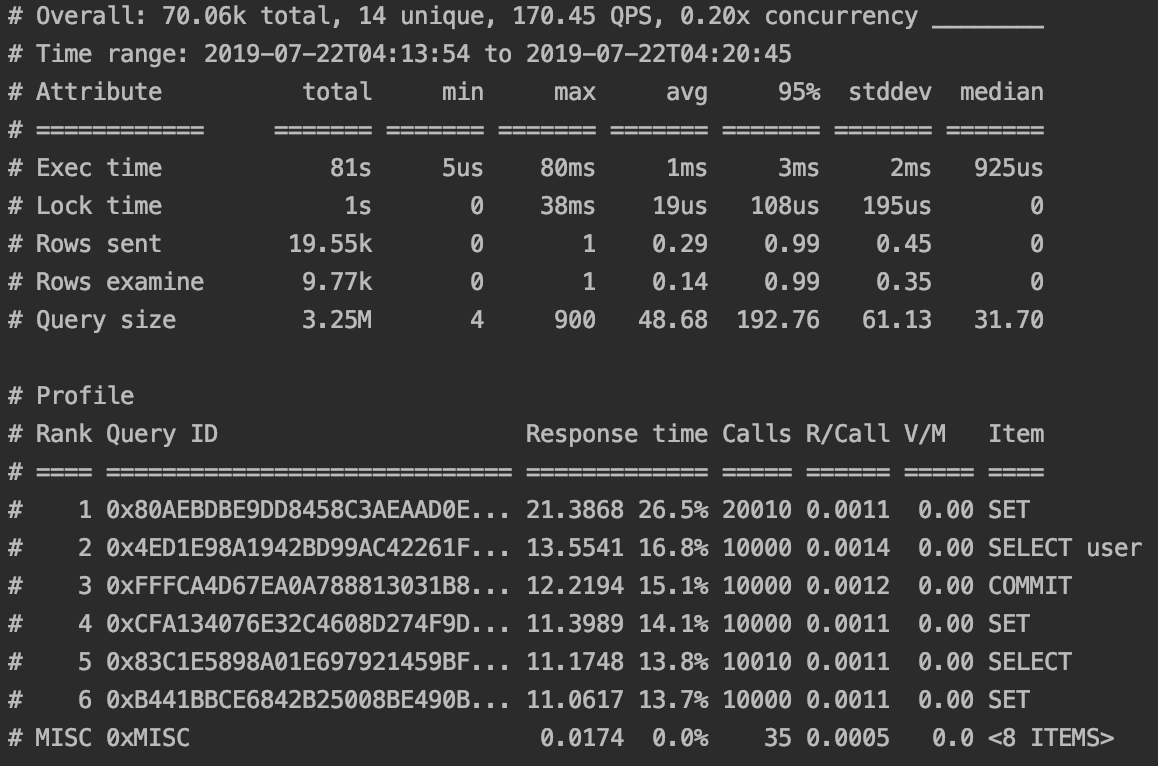 # Overall: 70.06k total, 14 unique, 170.45 QPS, 0.20x concurrency ________
# Time range: 2019-07-22T04:13:54 to 2019-07-22T04:20:45
# Attribute          total     min     max     avg     95%  stddev  median
# ============     ======= ======= ======= ======= ======= ======= =======
# Exec time            81s     5us    80ms     1ms     3ms     2ms   925us
# Lock time             1s       0    38ms    19us   108us   195us       0
# Rows sent         19.55k       0       1    0.29    0.99    0.45       0
# Rows examine       9.77k       0       1    0.14    0.99    0.35       0
# Query size         3.25M       4     900   48.68  192.76   61.13   31.70
# Profile
# Rank Query ID                      Response time Calls R/Call V/M   Item
# ==== ============================= ============= ===== ====== ===== ====
#    1 0x80AEBDBE9DD8458C3AEAAD0E... 21.3868 26.5% 20010 0.0011  0.00 SET
#    2 0x4ED1E98A1942BD99AC42261F... 13.5541 16.8% 10000 0.0014  0.00 SELECT user
#    3 0xFFFCA4D67EA0A788813031B8... 12.2194 15.1% 10000 0.0012  0.00 COMMIT
#    4 0xCFA134076E32C4608D274F9D... 11.3989 14.1% 10000 0.0011  0.00 SET
#    5 0x83C1E5898A01E697921459BF... 11.1748 13.8% 10010 0.0011  0.00 SELECT
#    6 0xB441BBCE6842B25008BE490B... 11.0617 13.7% 10000 0.0011  0.00 SET
# MISC 0xMISC                         0.0174  0.0%    35 0.0005   0.0 <8 ITEMS>